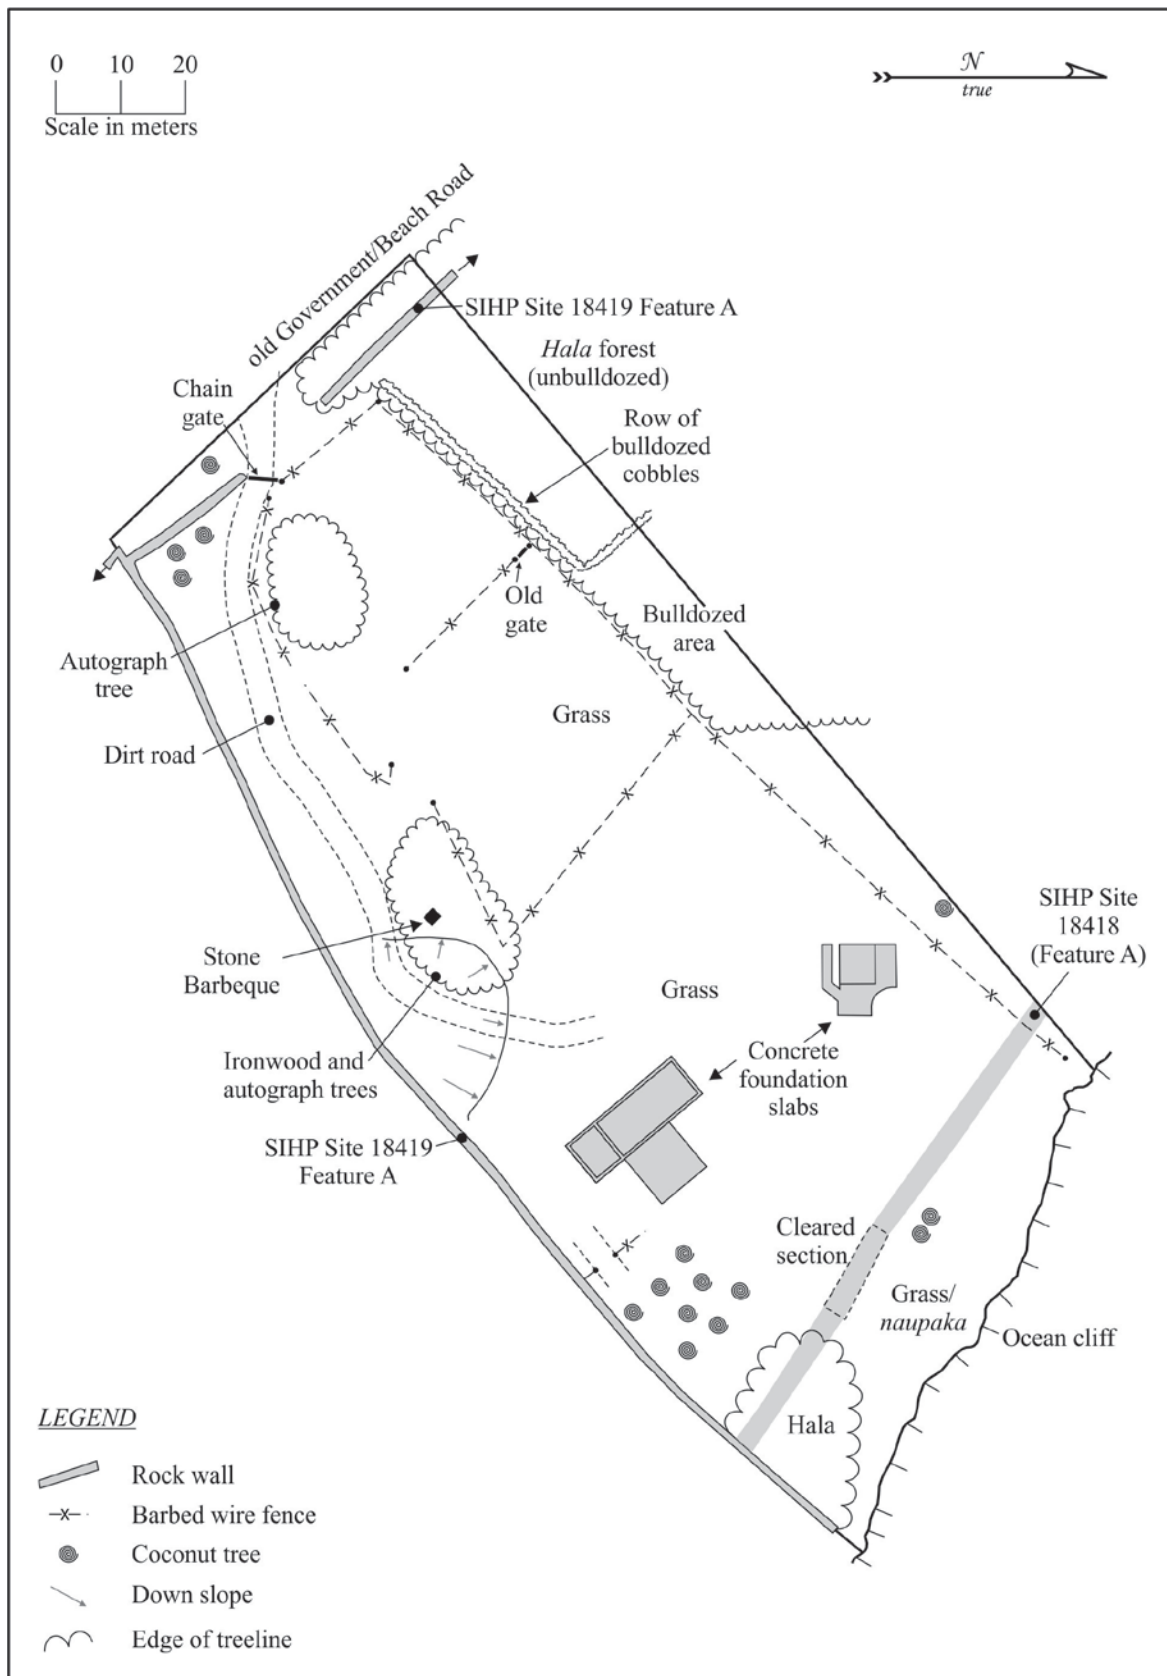 0 10 20
Scale in meters
N
true
old Government/Beach Road
SIHP Site 18419 Feature A
Hala forest
(unbulldozed)
Chain
gate
Row of
bulldozed
cobbles
Old
gate
Bulldozed
area
Autograph
tree
Grass
Dirt road
SIHP Site
18418
(Feature A)
Stone
Barbeque
Grass
Concrete
foundation
slabs
Ironwood and
autograph trees
SIHP Site 18419
Feature A
Cleared
section
Grass/
naupaka
Ocean cliff
Hala
LEGEND
Rock wall
Barbed wire fence
Coconut tree
Down slope
Edge of treeline